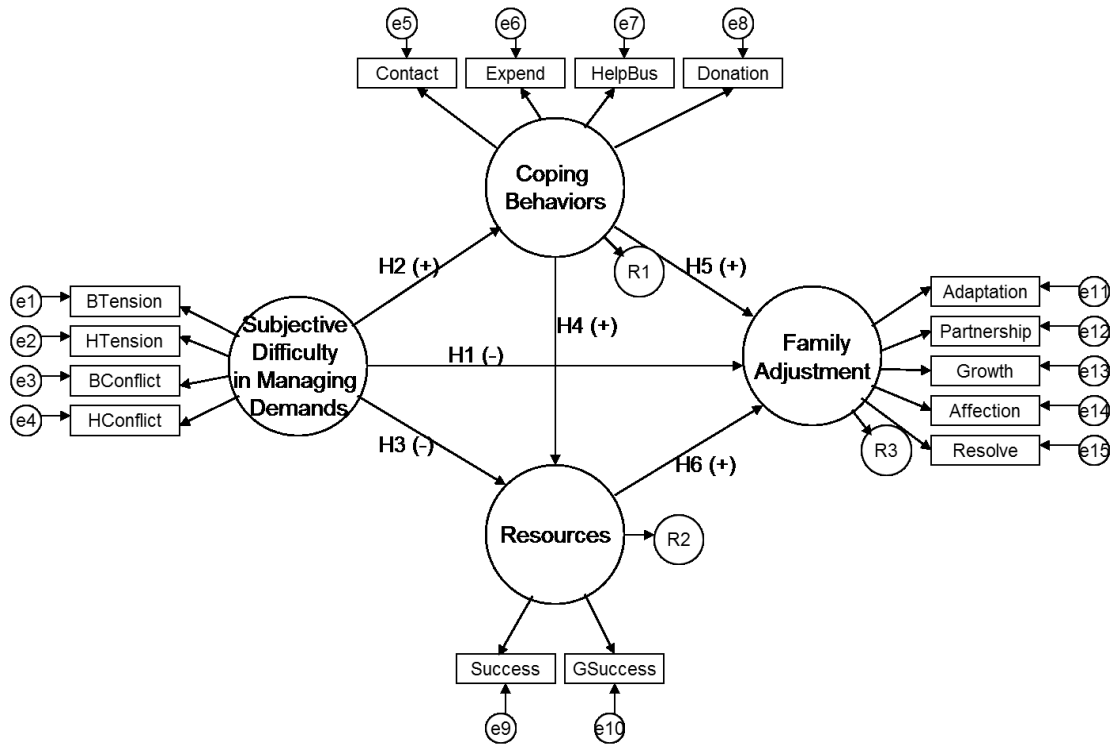 e5
e6
e7
e8
Contact
Expend
HelpBus
Donation
Coping
Behaviors
H2 (+)
R1
H5 (+)
e1
BTension
e2
HTension
e3
BConflict
e4
HConflict
Subjective
Difficulty
in Managing
Demands
H4 (+)
H1 (-)
Family
Adjustment
Adaptation
e11
Partnership
e12
Growth
e13
Affection
e14
Resolve
e15
R3
H3 (-)
H6 (+)
Resources
R2
Success
GSuccess
e9
e10